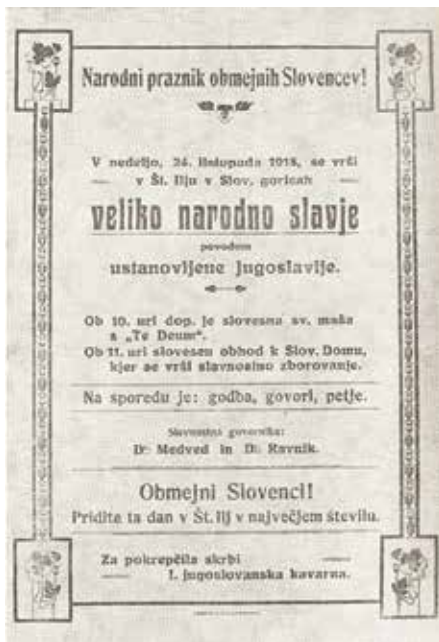 Narodni praznik obmejnih Slovencev!
V nedeljo, 24. listopada 1918, se vrši
v Št. Ilju v Slov. goricah
veliko narodno slavje
povodom
ustanovljene Jugoslavije.
Ob 10. uri dop. je slovesna sv. maša
s „Te Deum“.
Ob 11. uri slovesen obhod k Slov. Domu,
kjer se vrši slavnostno zborovanje.
Na sporedu je: godba, govori, petje.
Slavnostna govornika:
Dr. Medved in Dr. Ravnik.
Obmejni Slovenci!
Pridite ta dan v Št. Ilj v največjem številu.
Za pokrepčila skrbi
I. jugoslovanska kavarna.